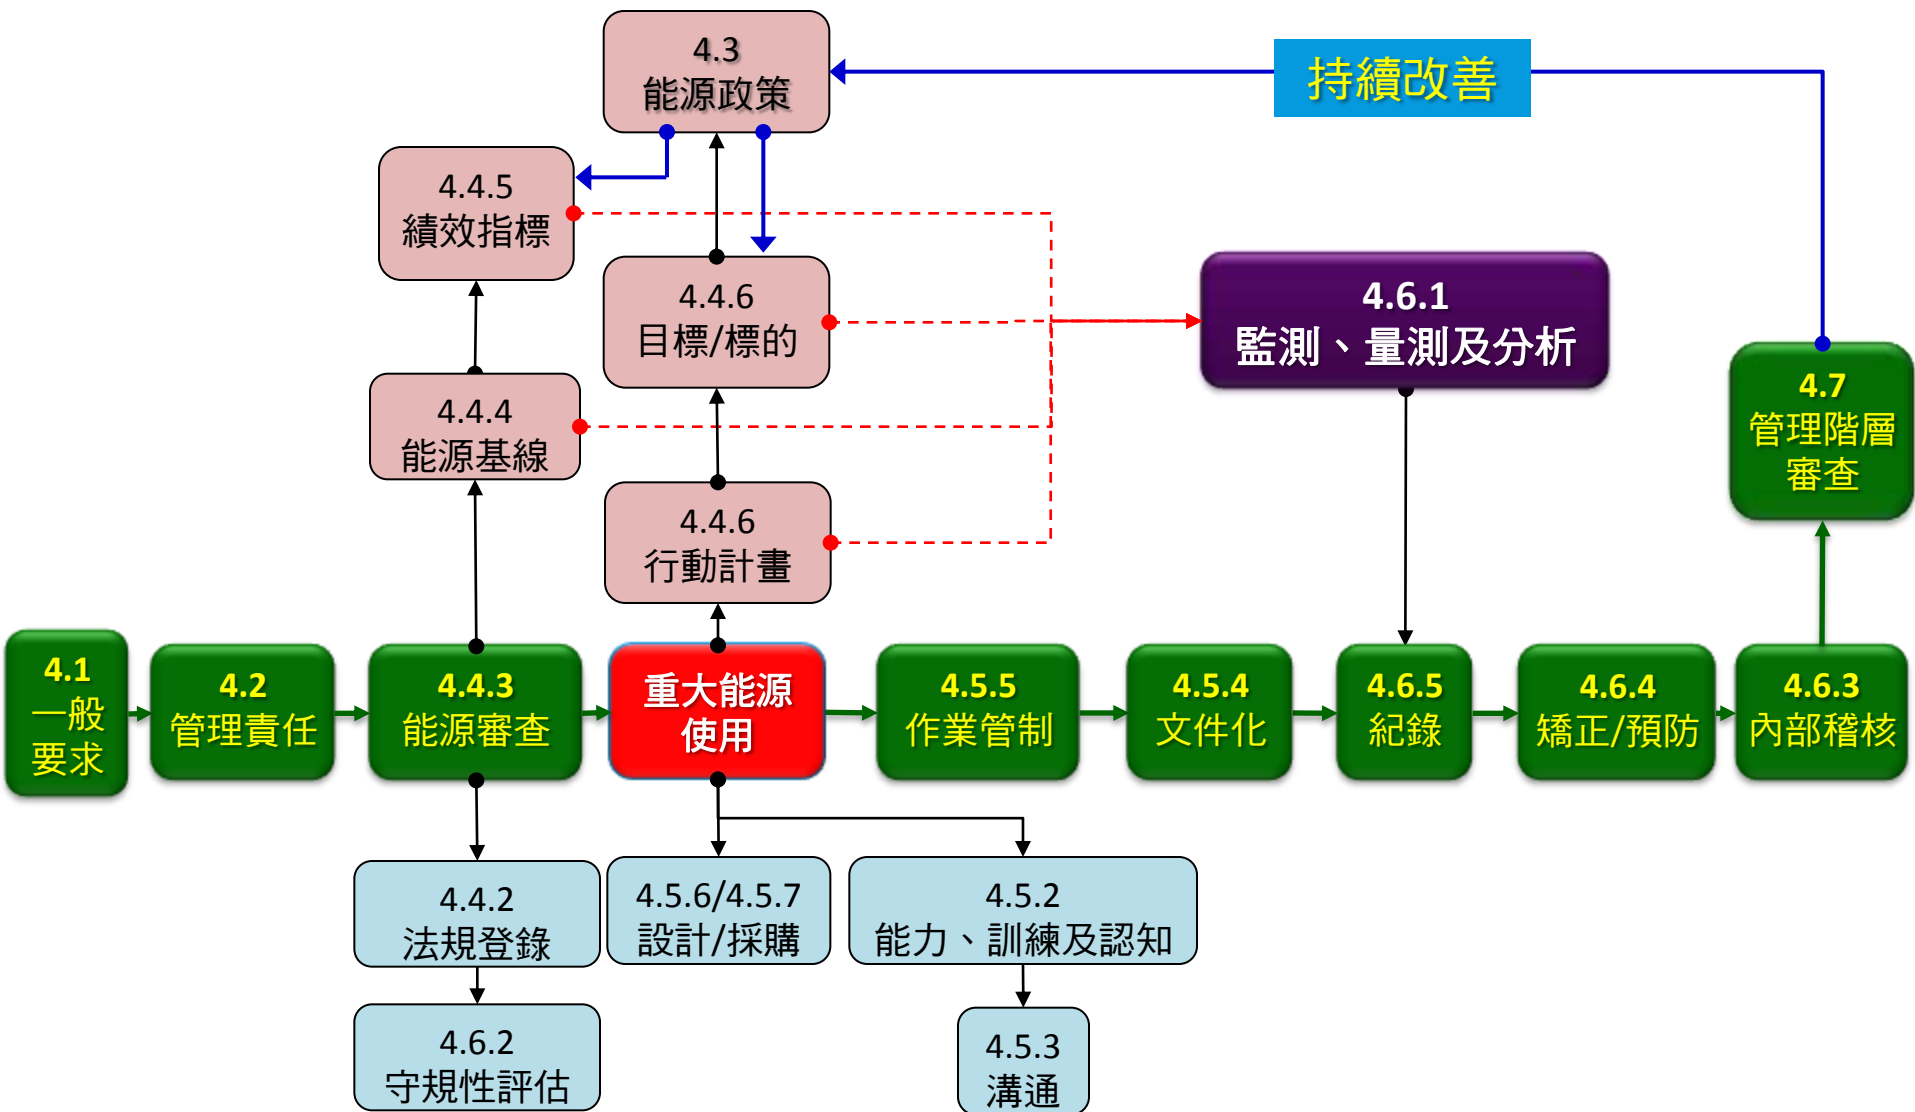 4.3
能源政策
持續改善
4.4.5
績效指標
4.4.6
目標/標的
4.6.1
監測、量測及分析
4.7
管理階層
審查
4.4.4
能源基線
4.4.6
行動計畫
4.1
一般
要求
4.2
管理責任
4.4.3
能源審查
重大能源
使用
4.5.5
作業管制
4.5.4
文件化
4.6.5
紀錄
4.6.4
矯正/預防
4.6.3
內部稽核
4.4.2
法規登錄
4.5.6/4.5.7
設計/採購
4.5.2
能力、訓練及認知
4.6.2
守規性評估
4.5.3
溝通